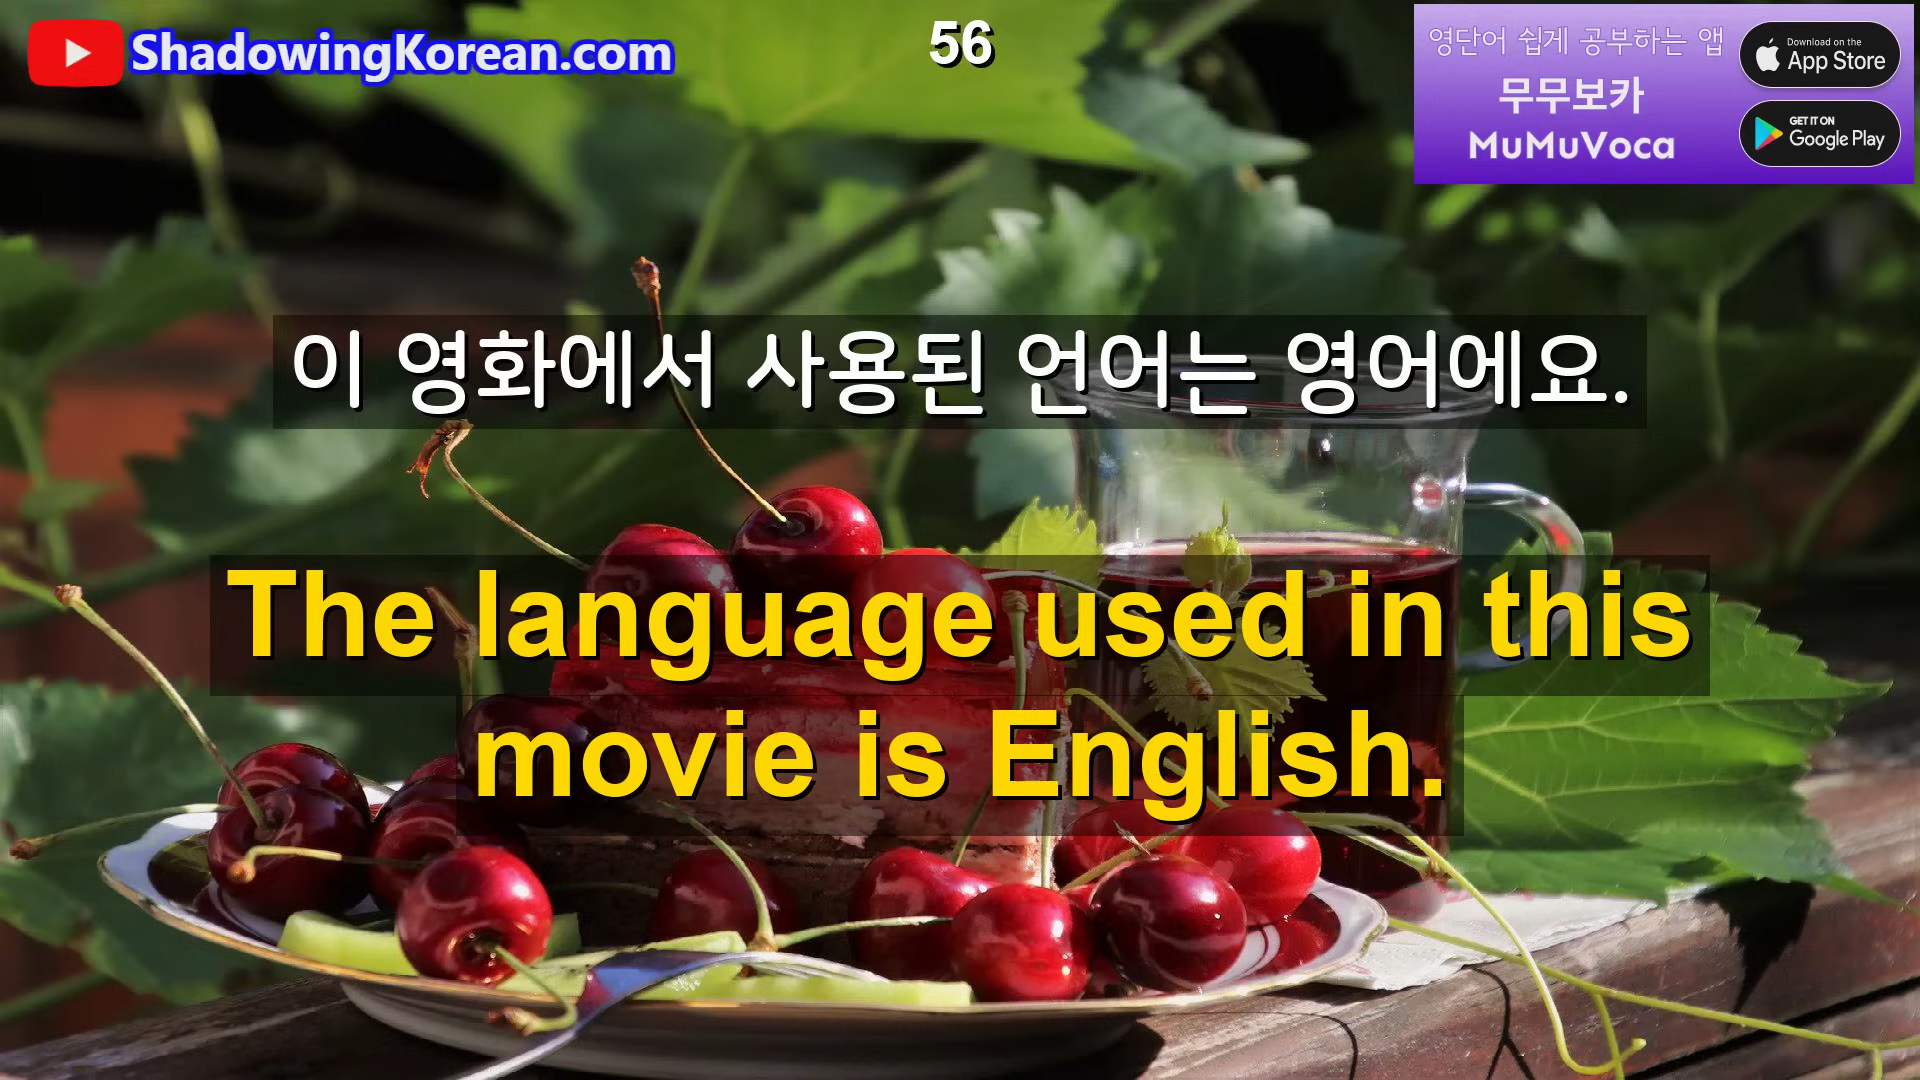 ShadowingKorean.com
56
영단어 쉽게 공부하는 앱
무무보카
MuMuVoca
Download on the
App Store
GET IT ON
Google Play
이 영화에서 사용된 언어는 영어에요.
The language used in this
movie is English.